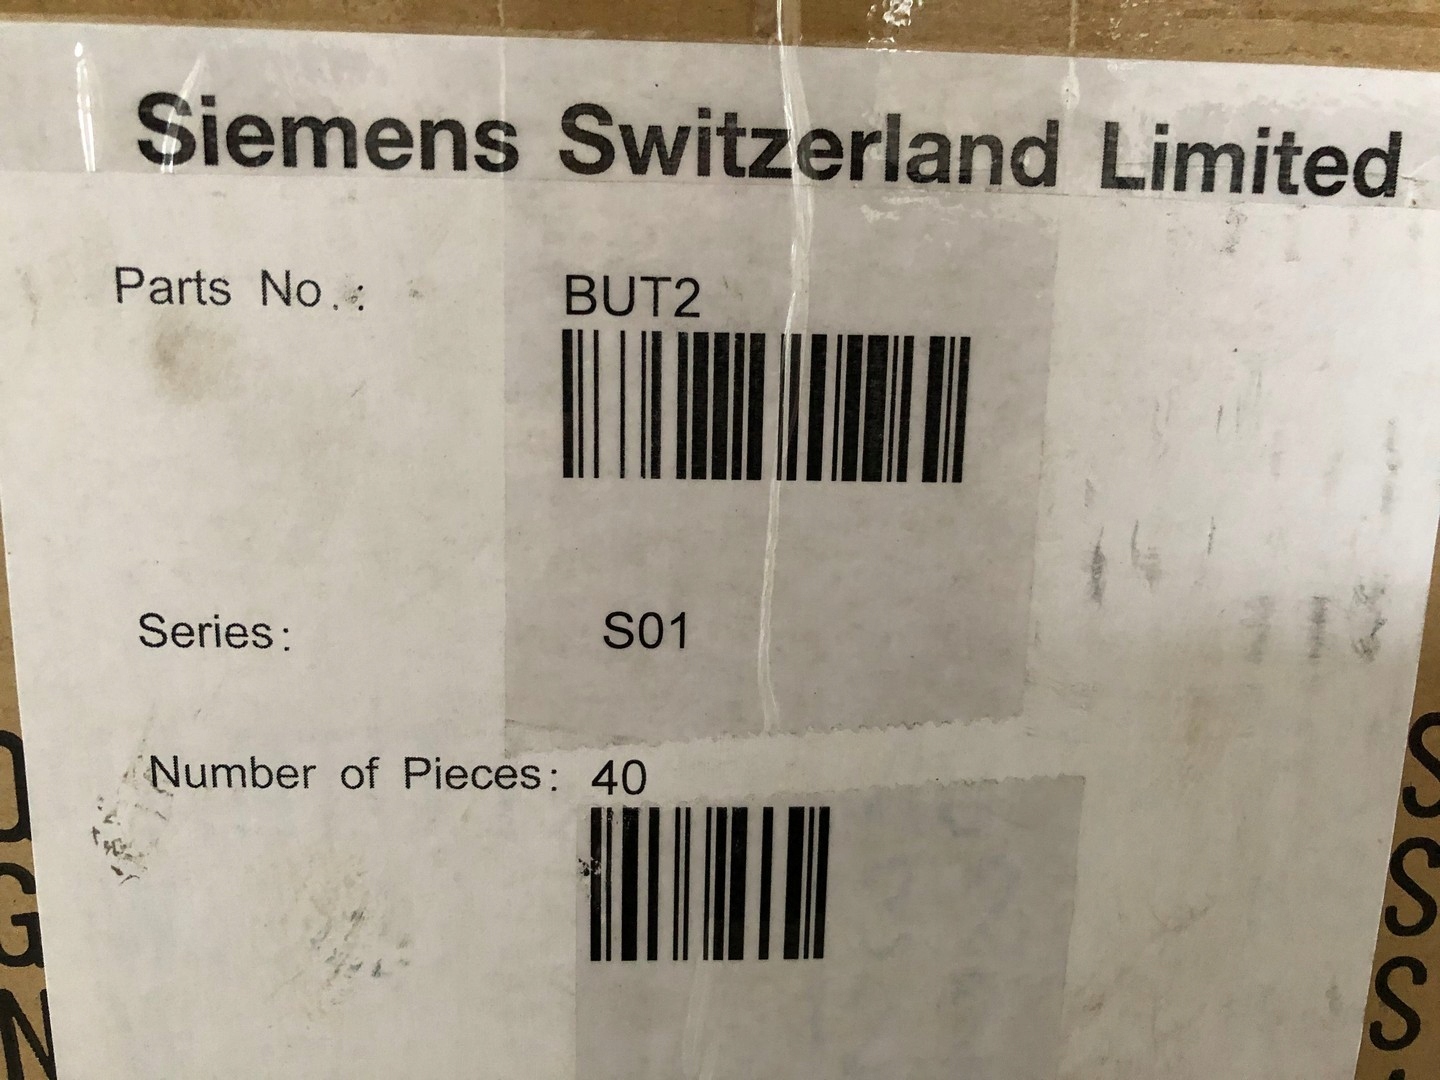 Siemens Switzerland Limited
Parts No.: BUT2
Series: S01
Number of Pieces: 40